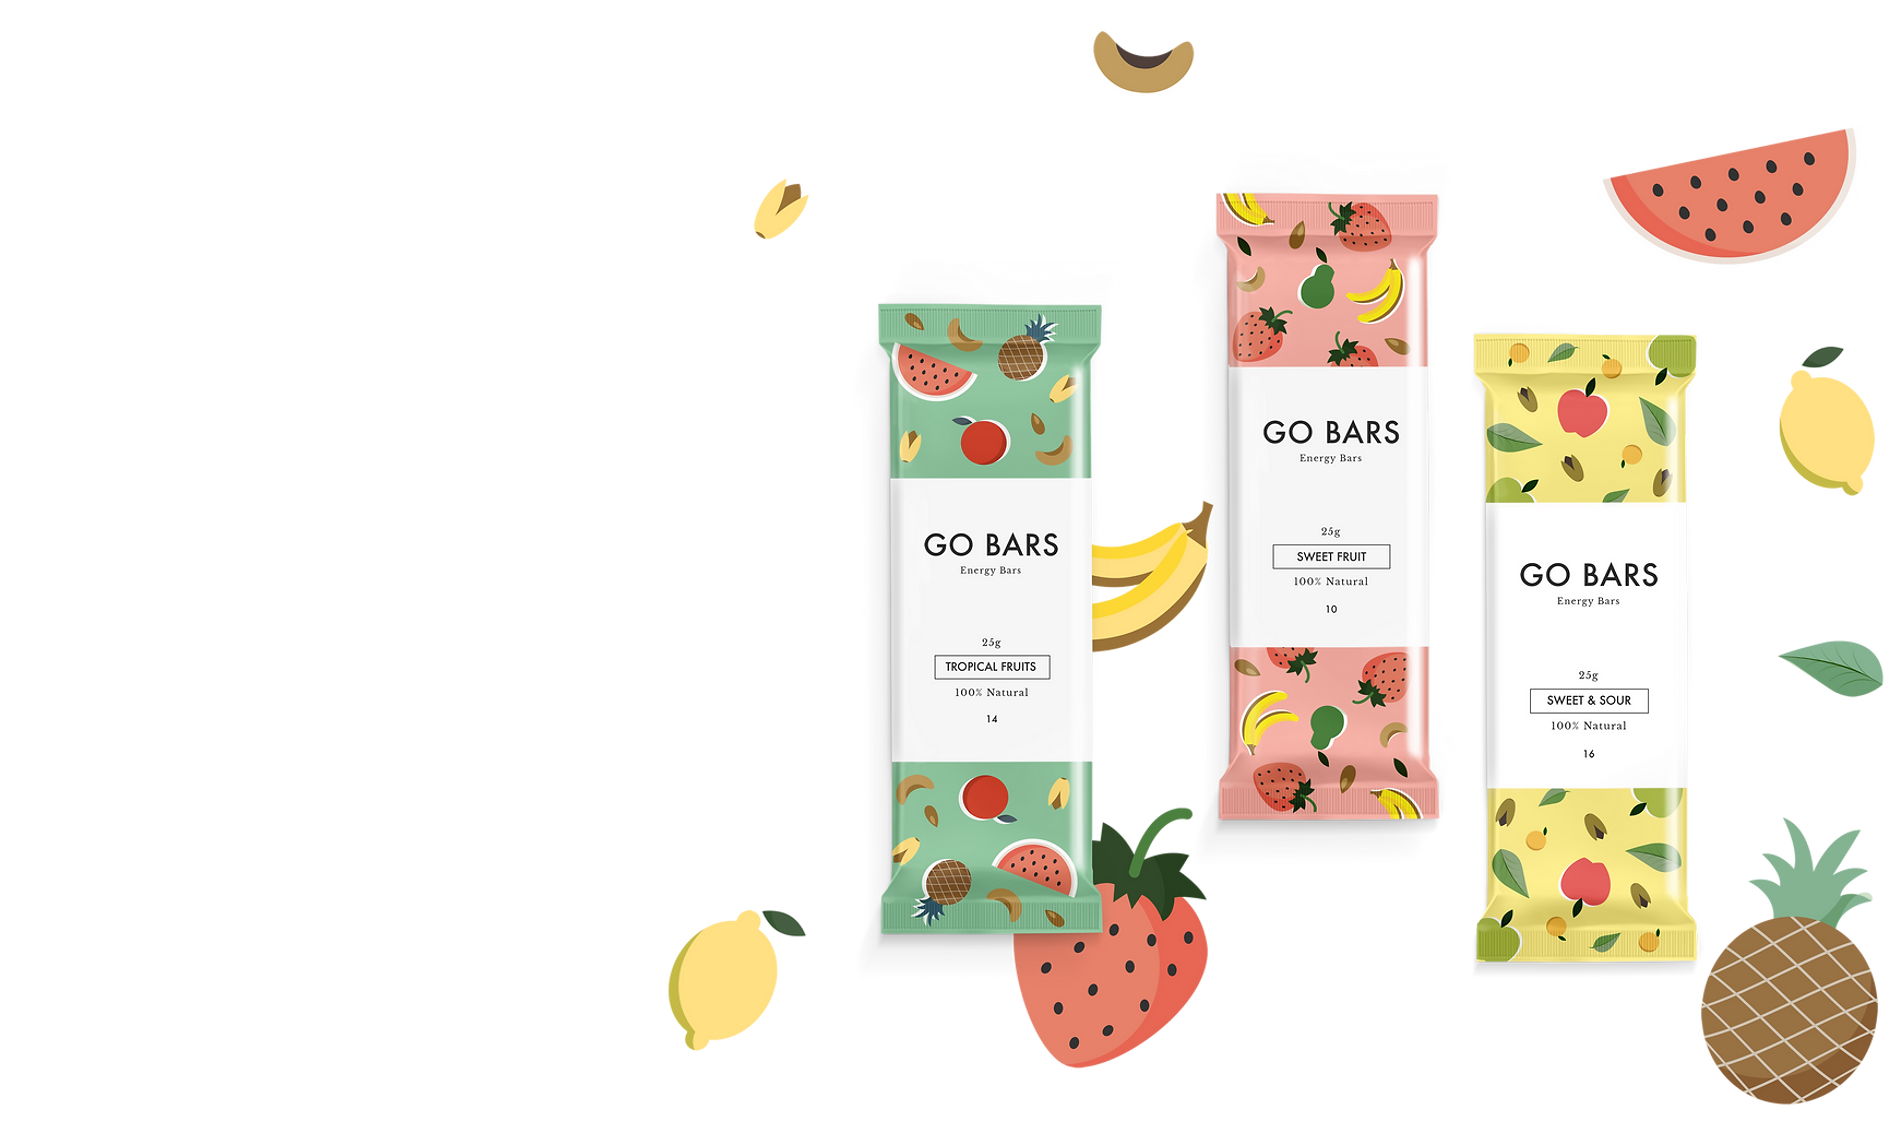 GO BARS
Energy Bars
25g
TROPICAL FRUITS
100% Natural
14
GO BARS
Energy Bars
25g
SWEET FRUIT
100% Natural
10
GO BARS
Energy Bars
25g
SWEET & SOUR
100% Natural
16